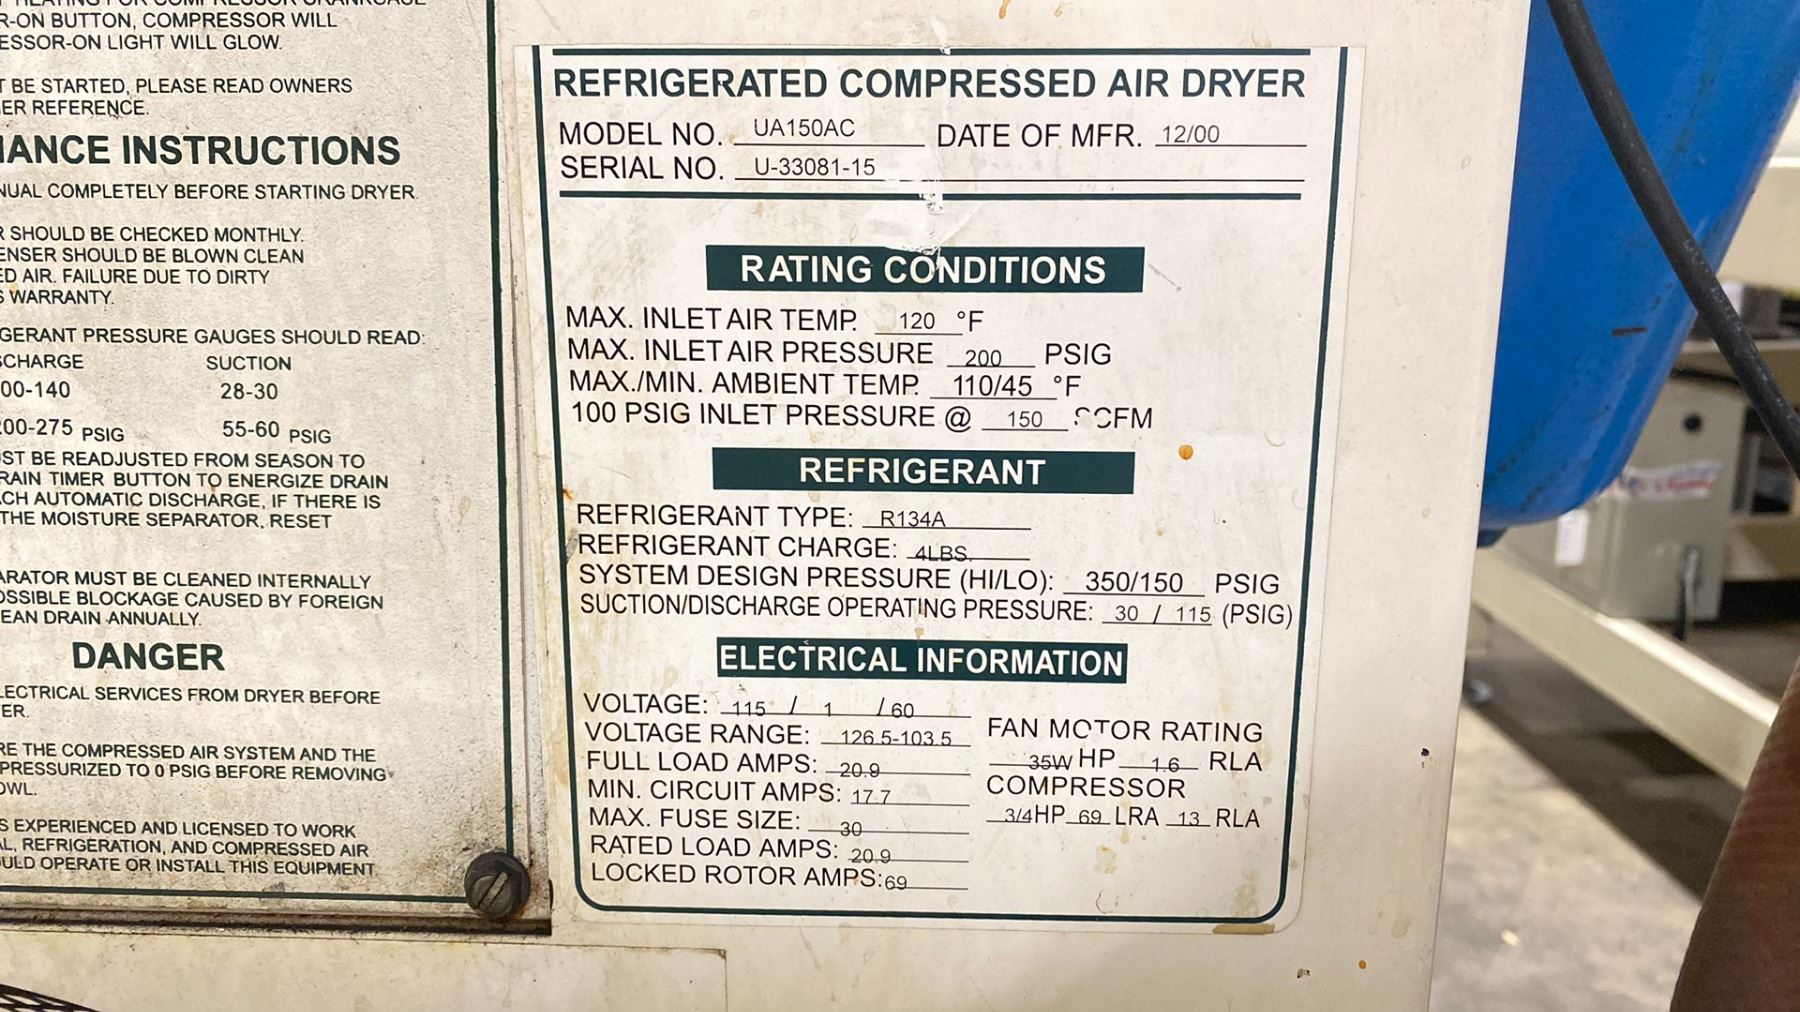 R-ON BUTTON, COMPRESSOR WILL
ESSOR-ON LIGHT WILL GLOW.
T BE STARTED, PLEASE READ OWNERS
ER REFERENCE.
IANCE INSTRUCTIONS
NUAL COMPLETELY BEFORE STARTING DRYER.
R SHOULD BE CHECKED MONTHLY.
ENSER SHOULD BE BLOWN CLEAN
ED AIR. FAILURE DUE TO DIRTY
S WARRANTY.
GERANT PRESSURE GAUGES SHOULD READ:
SCHARGE SUCTION
00-140 28-30
00-275 PSIG 55-60 PSIG
ST BE READJUSTED FROM SEASON TO
RAIN TIMER BUTTON TO ENERGIZE DRAIN
CH AUTOMATIC DISCHARGE, IF THERE IS
THE MOISTURE SEPARATOR, RESET
ARATOR MUST BE CLEANED INTERNALLY
OSSIBLE BLOCKAGE CAUSED BY FOREIGN
EAN DRAIN ANNUALLY.
DANGER
LECTRICAL SERVICES FROM DRYER BEFORE
ER.
RE THE COMPRESSED AIR SYSTEM AND THE
PRESSURIZED TO 0 PSIG BEFORE REMOVING
OWL.
S EXPERIENCED AND LICENSED TO WORK
AL, REFRIGERATION, AND COMPRESSED AIR
OULD OPERATE OR INSTALL THIS EQUIPMENT
REFRIGERATED COMPRESSED AIR DRYER
MODEL NO. UA150AC DATE OF MFR. 12/00
SERIAL NO. U-33081-15
RATING CONDITIONS
MAX. INLET AIR TEMP. 120 °F
MAX. INLET AIR PRESSURE 200 PSIG
MAX./MIN. AMBIENT TEMP. 110/45 °F
100 PSIG INLET PRESSURE @ 150 SCFM
REFRIGERANT
REFRIGERANT TYPE: R134A
REFRIGERANT CHARGE: 4LBS.
SYSTEM DESIGN PRESSURE (HI/LO): 350/150 PSIG
SUCTION/DISCHARGE OPERATING PRESSURE: 30 / 115 (PSIG)
ELECTRICAL INFORMATION
VOLTAGE: 115 / 1 / 60
VOLTAGE RANGE: 126.5-103.5
FULL LOAD AMPS: 20.9
MIN. CIRCUIT AMPS: 17.7
MAX. FUSE SIZE: 30
RATED LOAD AMPS: 20.9
LOCKED ROTOR AMPS: 69
FAN MOTOR RATING
35W HP 1.6 RLA
COMPRESSOR
3/4 HP 69 LRA 13 RLA